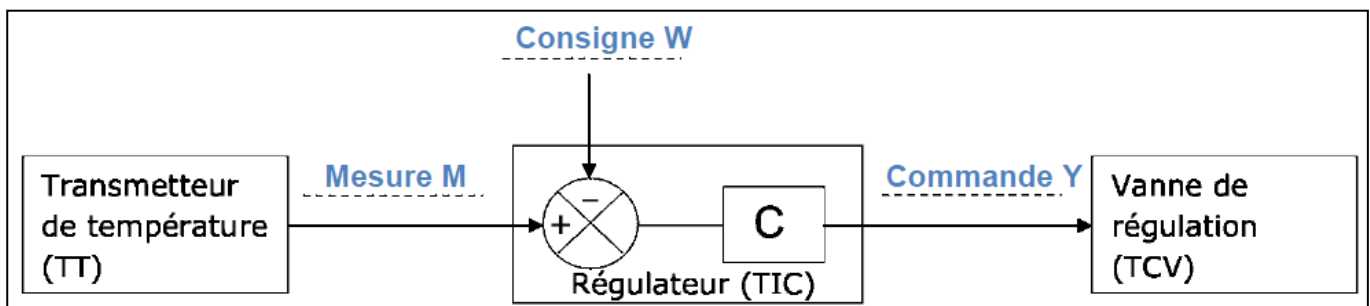 Consigne W
Transmetteur
de température
(TT)
Mesure M
−
+
C
Régulateur (TIC)
Commande Y
Vanne de
régulation
(TCV)